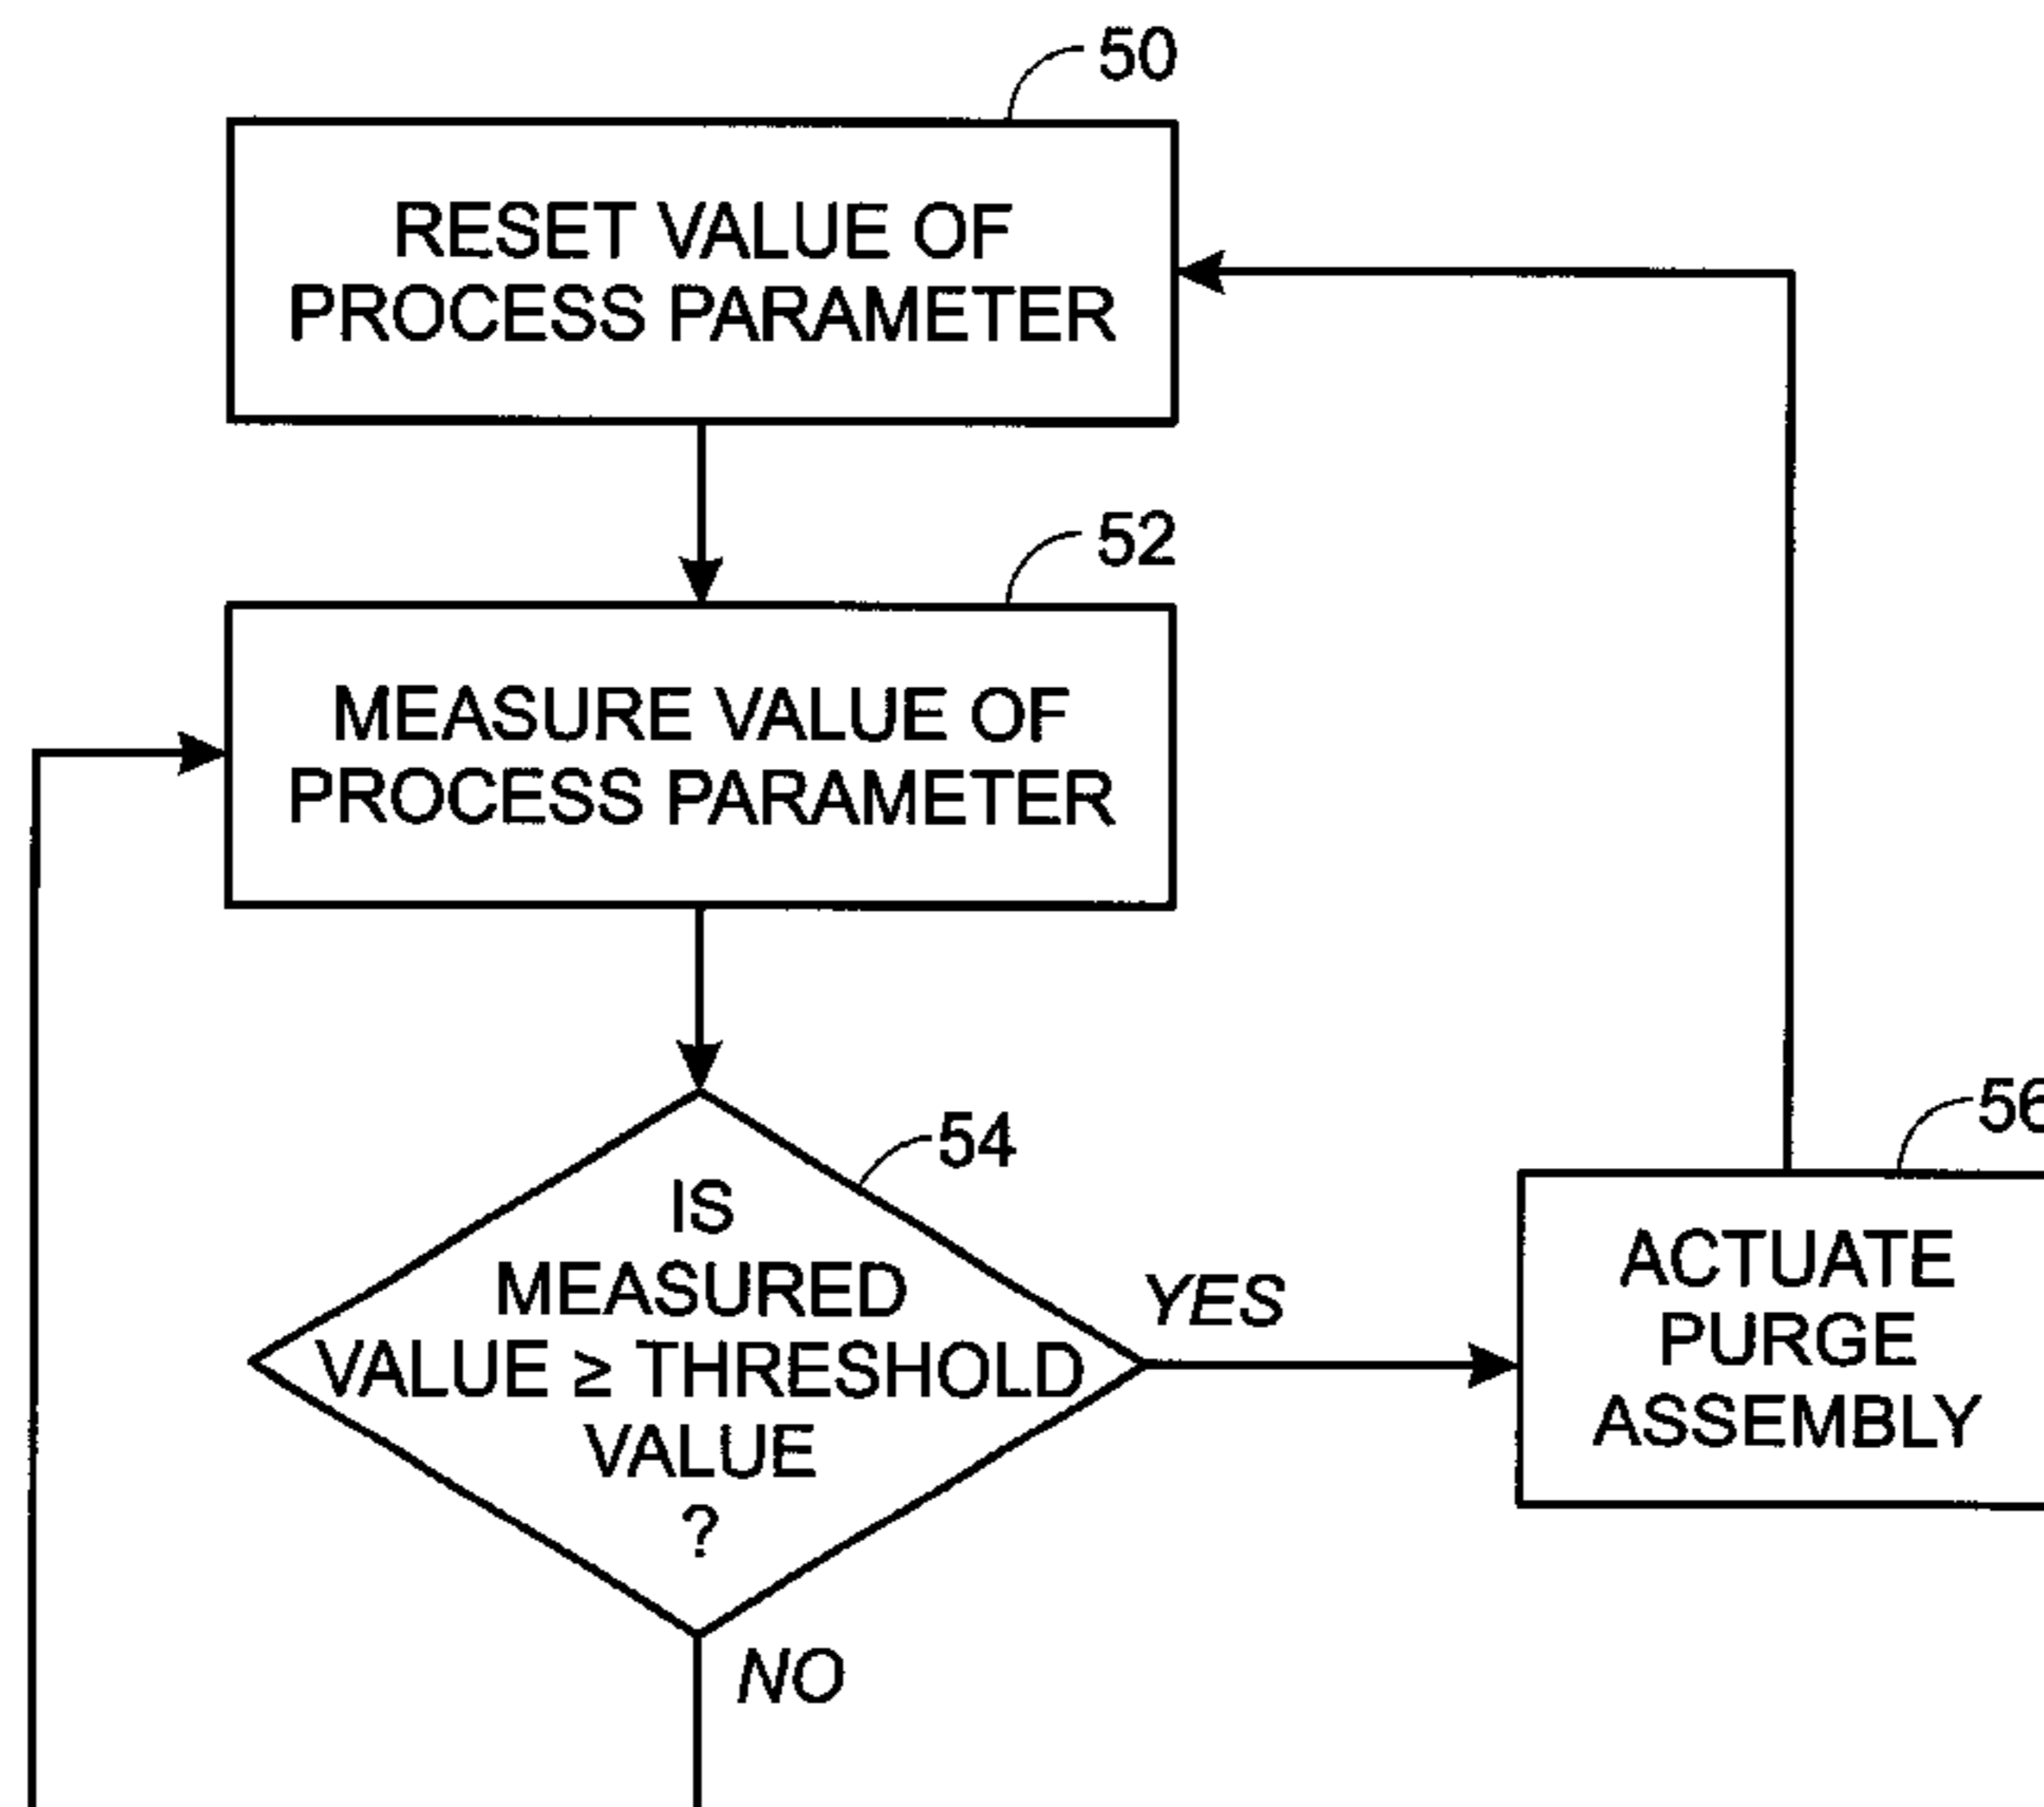 50
RESET VALUE OF
PROCESS PARAMETER
52
MEASURE VALUE OF
PROCESS PARAMETER
54
IS
MEASURED
VALUE ≥ THRESHOLD
VALUE
?
YES
NO
56
ACTUATE
PURGE
ASSEMBLY